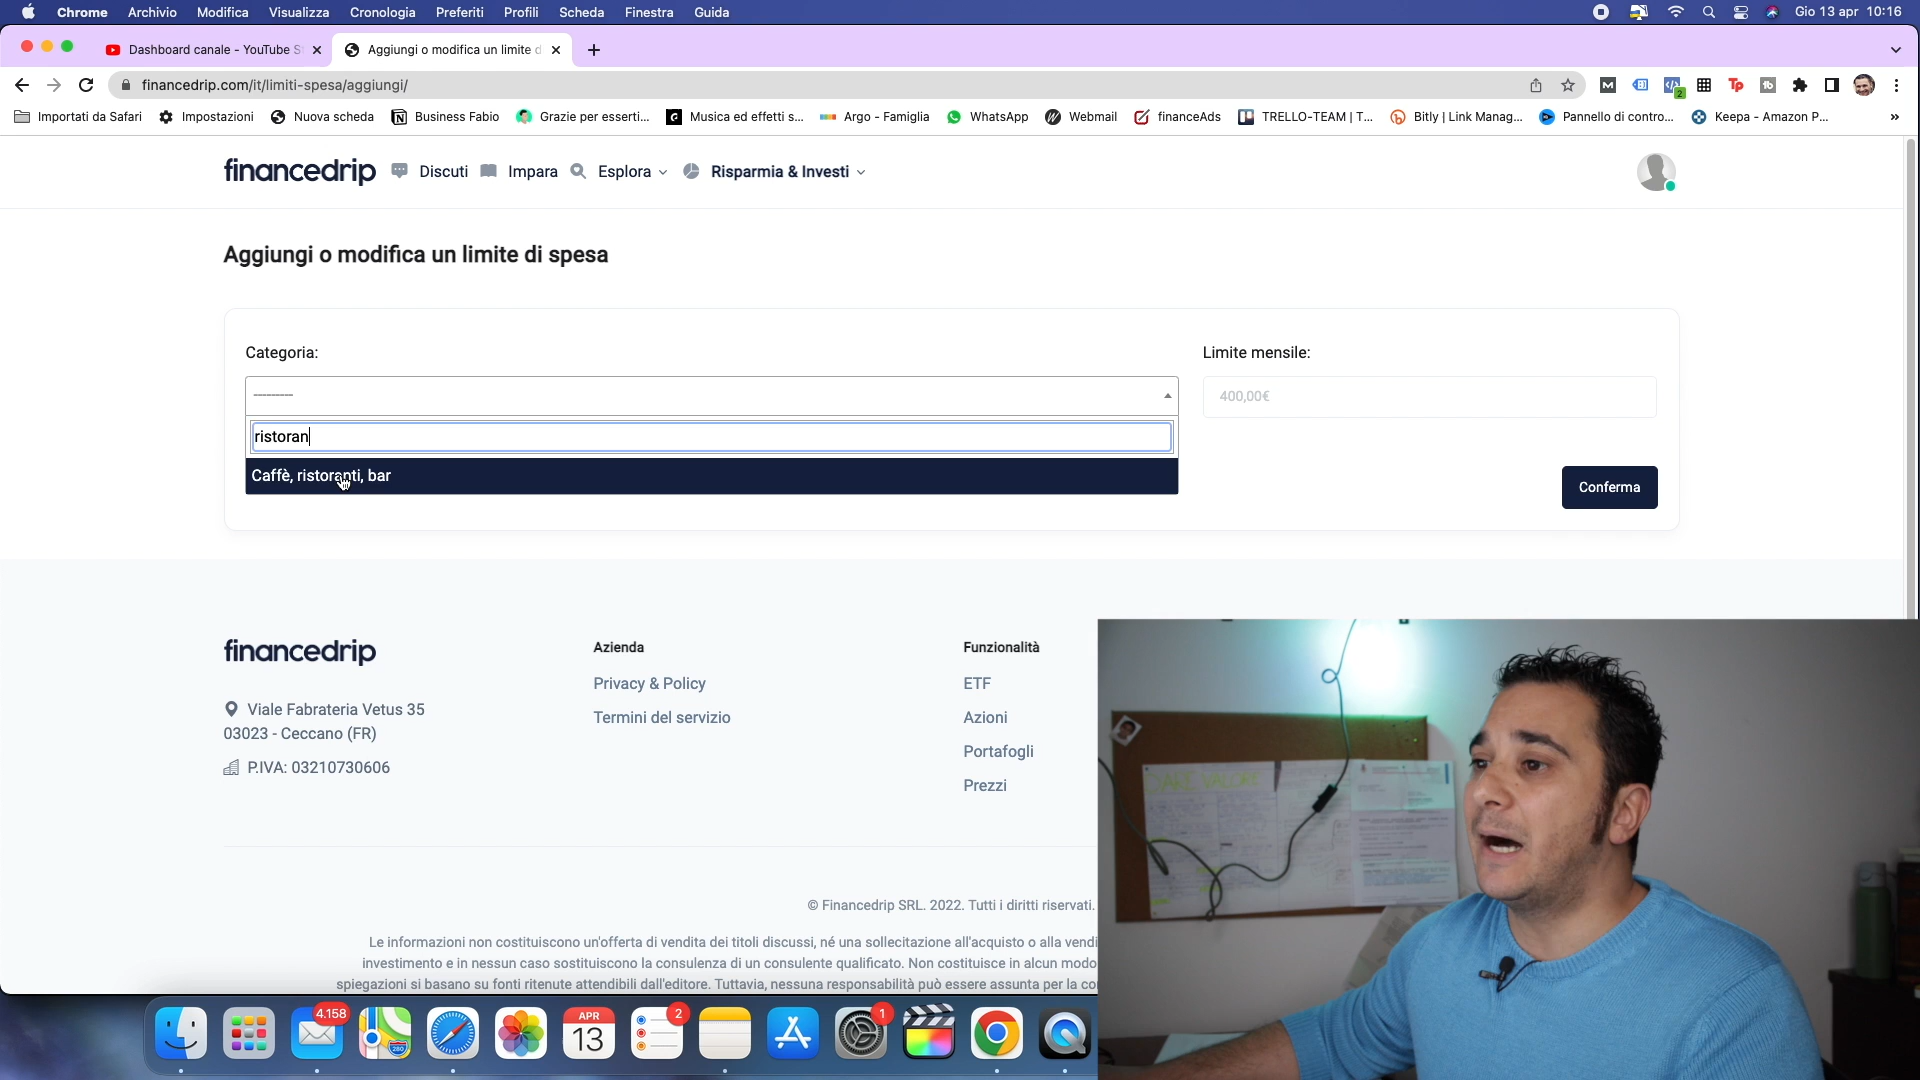 Chrome Archivio Modifica Visualizza Cronologia Preferiti Profili Scheda Finestra Guida Gio 13 apr 10:16
Dashboard canale - YouTube S Aggiungi o modifica un limite d
financedrip.com/it/limiti-spesa/aggiungi/
Importati da Safari Impostazioni Nuova scheda Business Fabio Grazie per esserti... Musica ed effetti s... Argo - Famiglia WhatsApp Webmail financeAds TRELLO-TEAM | T... Bitly | Link Manag... Pannello di contro... Keepa - Amazon P... »
financedrip Discuti Impara Esplora Risparmia & Investi
Aggiungi o modifica un limite di spesa
Categoria: Limite mensile:
--------- 400,00€
ristoran
Caffè, ristoranti, bar
Conferma
financedrip Azienda Funzionalità
Privacy & Policy ETF
Viale Fabrateria Vetus 35
03023 - Ceccano (FR)
Termini del servizio Azioni
Portafogli
P.IVA: 03210730606
Prezzi
DARE VALORE
© Financedrip SRL. 2022. Tutti i diritti riservati.
Le informazioni non costituiscono un'offerta di vendita dei titoli discussi, né una sollecitazione all'acquisto o alla vendi
investimento e in nessun caso sostituiscono la consulenza di un consulente qualificato. Non costituisce in alcun modo
spiegazioni si basano su fonti ritenute attendibili dall'editore. Tuttavia, nessuna responsabilità può essere assunta per la co
4.158 280 APR 13 2 1